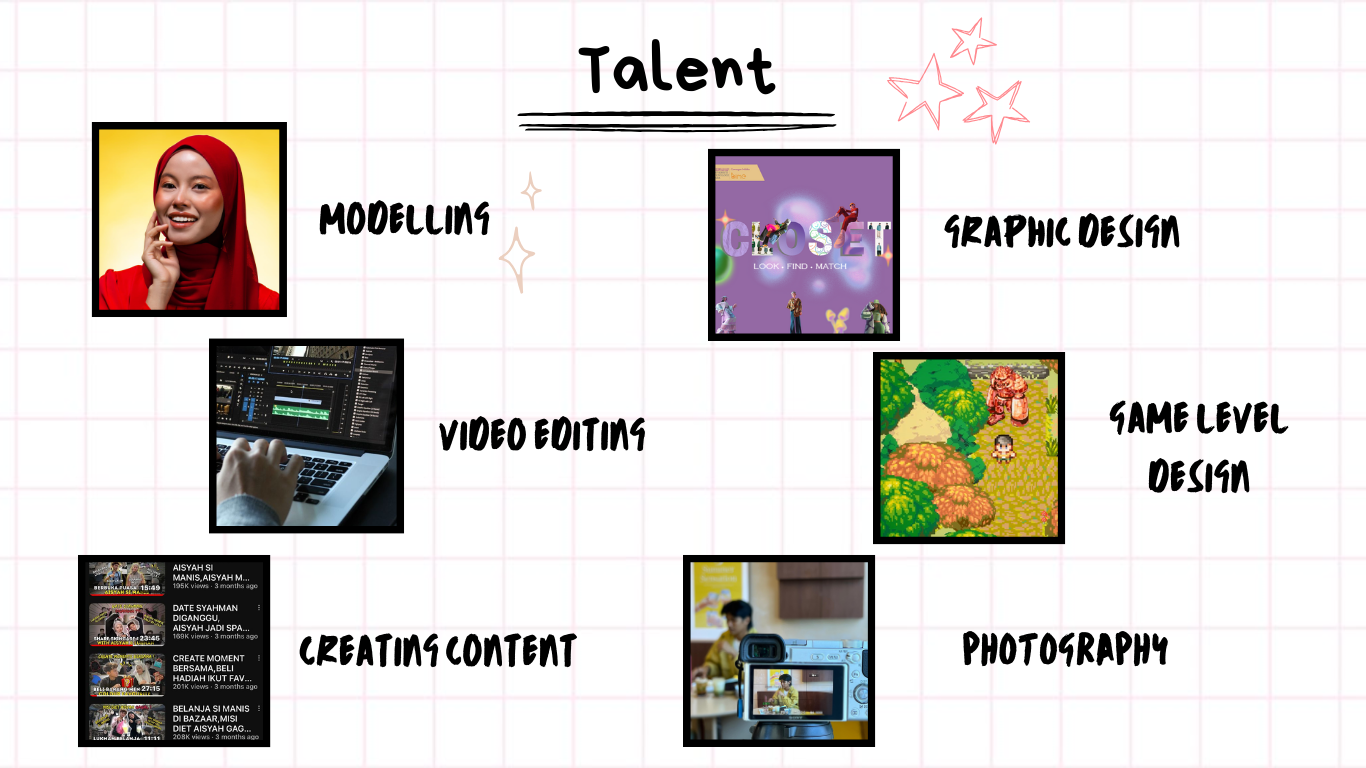 Talent
MODELLING
GRAPHIC DESIGN
CLOSET
LOOK • FIND • MATCH
VIDEO EDITING
GAME LEVEL
DESIGN
AISYAH SI
MANIS,AISYAH M...
195K views · 3 months ago
15:49
DATE SYAHMAN
DIGANGGU,
AISYAH JADI SPA...
169K views · 3 months ago
23:45
CREATE MOMENT
BERSAMA,BELI
HADIAH IKUT FAV...
201K views · 3 months ago
27:15
BELANJA SI MANIS
DI BAZAAR,MISI
DIET AISYAH GAG...
208K views · 3 months ago
11:11
CREATING CONTENT
PHOTOGRAPHY